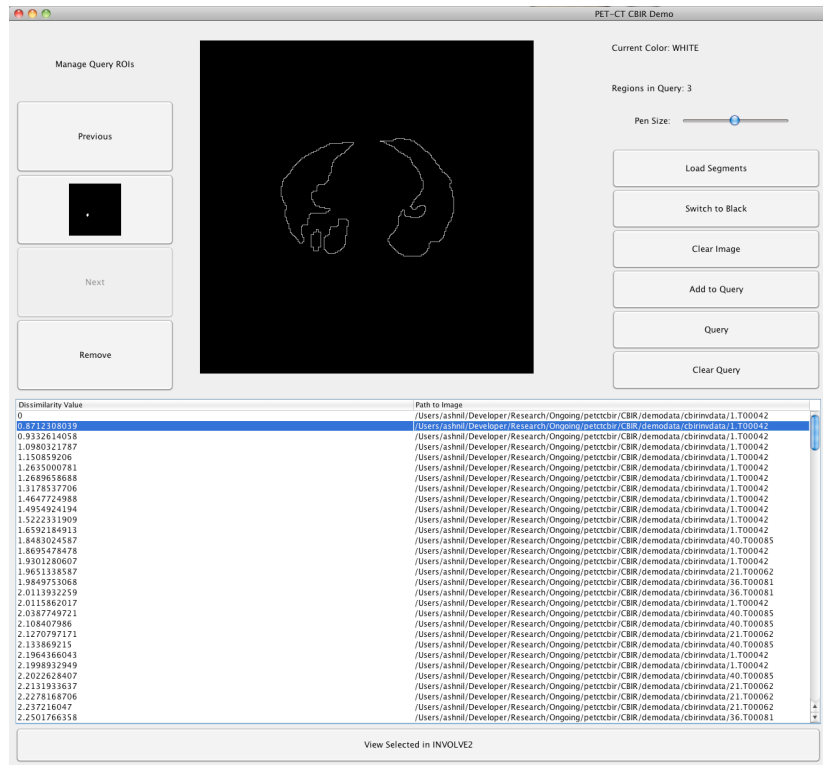 PET-CT CBIR Demo
Manage Query ROIs
Previous
Next
Remove
Current Color: WHITE
Regions in Query: 3
Pen Size:
Load Segments
Switch to Black
Clear Image
Add to Query
Query
Clear Query
Dissimilarity Value Path to Image
0 /Users/ashnil/Developer/Research/Ongoing/petctcbir/CBIR/demodata/cbirinvdata/1.T00042
0.8712308039 /Users/ashnil/Developer/Research/Ongoing/petctcbir/CBIR/demodata/cbirinvdata/1.T00042
0.9332614058 /Users/ashnil/Developer/Research/Ongoing/petctcbir/CBIR/demodata/cbirinvdata/1.T00042
1.0980321787 /Users/ashnil/Developer/Research/Ongoing/petctcbir/CBIR/demodata/cbirinvdata/1.T00042
1.150859206 /Users/ashnil/Developer/Research/Ongoing/petctcbir/CBIR/demodata/cbirinvdata/1.T00042
1.2635000781 /Users/ashnil/Developer/Research/Ongoing/petctcbir/CBIR/demodata/cbirinvdata/1.T00042
1.2689658688 /Users/ashnil/Developer/Research/Ongoing/petctcbir/CBIR/demodata/cbirinvdata/1.T00042
1.3178537706 /Users/ashnil/Developer/Research/Ongoing/petctcbir/CBIR/demodata/cbirinvdata/1.T00042
1.4647724988 /Users/ashnil/Developer/Research/Ongoing/petctcbir/CBIR/demodata/cbirinvdata/1.T00042
1.4954924194 /Users/ashnil/Developer/Research/Ongoing/petctcbir/CBIR/demodata/cbirinvdata/1.T00042
1.5222331909 /Users/ashnil/Developer/Research/Ongoing/petctcbir/CBIR/demodata/cbirinvdata/1.T00042
1.6592184913 /Users/ashnil/Developer/Research/Ongoing/petctcbir/CBIR/demodata/cbirinvdata/1.T00042
1.8483024587 /Users/ashnil/Developer/Research/Ongoing/petctcbir/CBIR/demodata/cbirinvdata/40.T00085
1.8695478478 /Users/ashnil/Developer/Research/Ongoing/petctcbir/CBIR/demodata/cbirinvdata/1.T00042
1.9301280607 /Users/ashnil/Developer/Research/Ongoing/petctcbir/CBIR/demodata/cbirinvdata/1.T00042
1.9651338587 /Users/ashnil/Developer/Research/Ongoing/petctcbir/CBIR/demodata/cbirinvdata/21.T00062
1.9849753068 /Users/ashnil/Developer/Research/Ongoing/petctcbir/CBIR/demodata/cbirinvdata/36.T00081
2.0113932259 /Users/ashnil/Developer/Research/Ongoing/petctcbir/CBIR/demodata/cbirinvdata/36.T00081
2.0115862017 /Users/ashnil/Developer/Research/Ongoing/petctcbir/CBIR/demodata/cbirinvdata/1.T00042
2.0387749721 /Users/ashnil/Developer/Research/Ongoing/petctcbir/CBIR/demodata/cbirinvdata/40.T00085
2.108407986 /Users/ashnil/Developer/Research/Ongoing/petctcbir/CBIR/demodata/cbirinvdata/40.T00085
2.1270797171 /Users/ashnil/Developer/Research/Ongoing/petctcbir/CBIR/demodata/cbirinvdata/21.T00062
2.133869215 /Users/ashnil/Developer/Research/Ongoing/petctcbir/CBIR/demodata/cbirinvdata/40.T00085
2.1964366043 /Users/ashnil/Developer/Research/Ongoing/petctcbir/CBIR/demodata/cbirinvdata/1.T00042
2.1998932949 /Users/ashnil/Developer/Research/Ongoing/petctcbir/CBIR/demodata/cbirinvdata/1.T00042
2.2022628407 /Users/ashnil/Developer/Research/Ongoing/petctcbir/CBIR/demodata/cbirinvdata/40.T00085
2.2131933637 /Users/ashnil/Developer/Research/Ongoing/petctcbir/CBIR/demodata/cbirinvdata/21.T00062
2.2278168706 /Users/ashnil/Developer/Research/Ongoing/petctcbir/CBIR/demodata/cbirinvdata/21.T00062
2.237216047 /Users/ashnil/Developer/Research/Ongoing/petctcbir/CBIR/demodata/cbirinvdata/21.T00062
2.2501766358 /Users/ashnil/Developer/Research/Ongoing/petctcbir/CBIR/demodata/cbirinvdata/36.T00081
View Selected in INVOLVE2